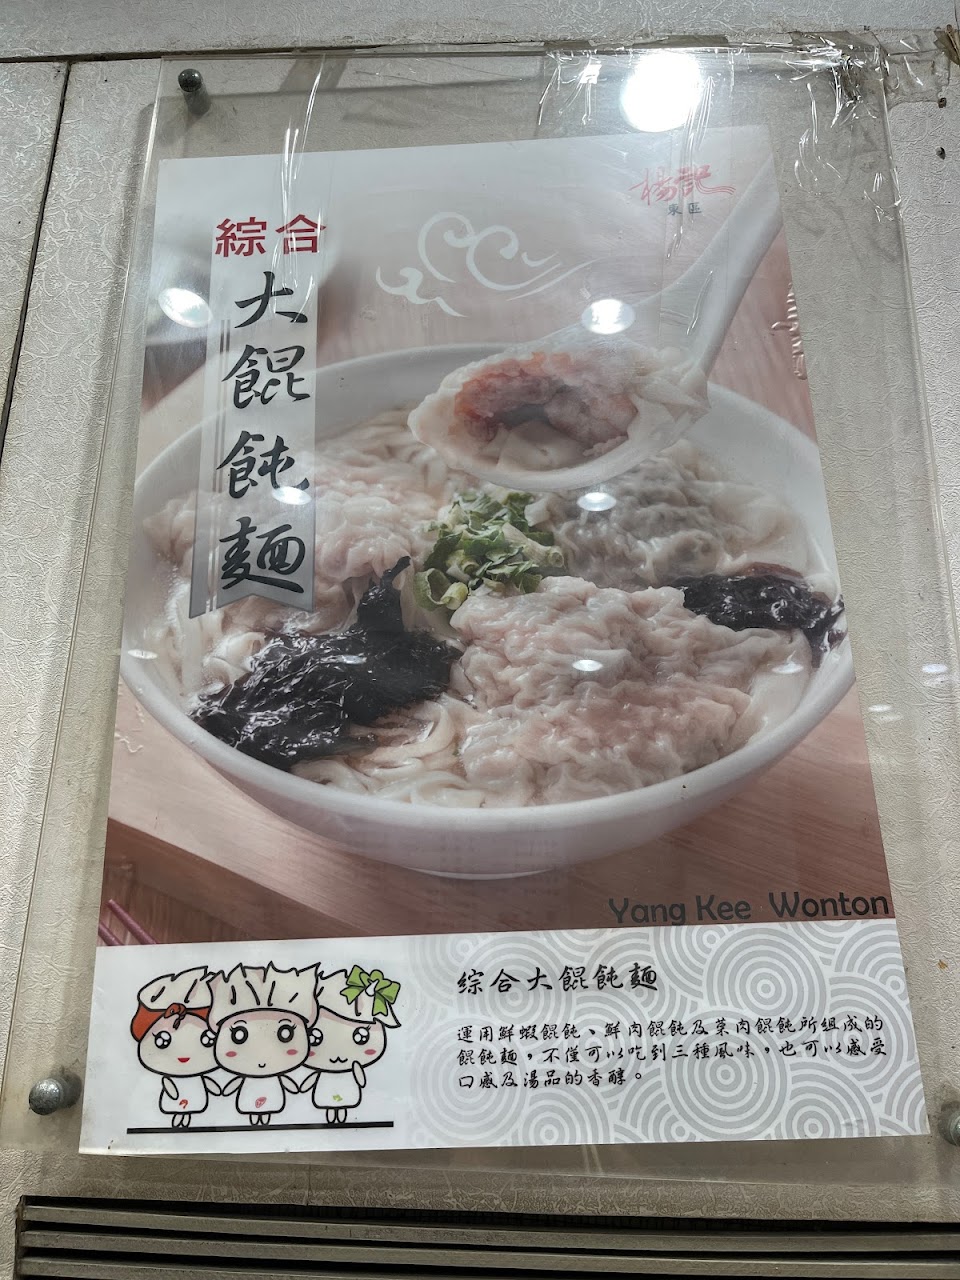 楊記
東區
綜合
大餛飩麵
Yang Kee Wonton
綜合大餛飩麵
運用鮮蝦餛飩、鮮肉餛飩及菜肉餛飩所組成的
餛飩麵，不僅可以吃到三種風味，也可以感受
口感及湯品的香醇。